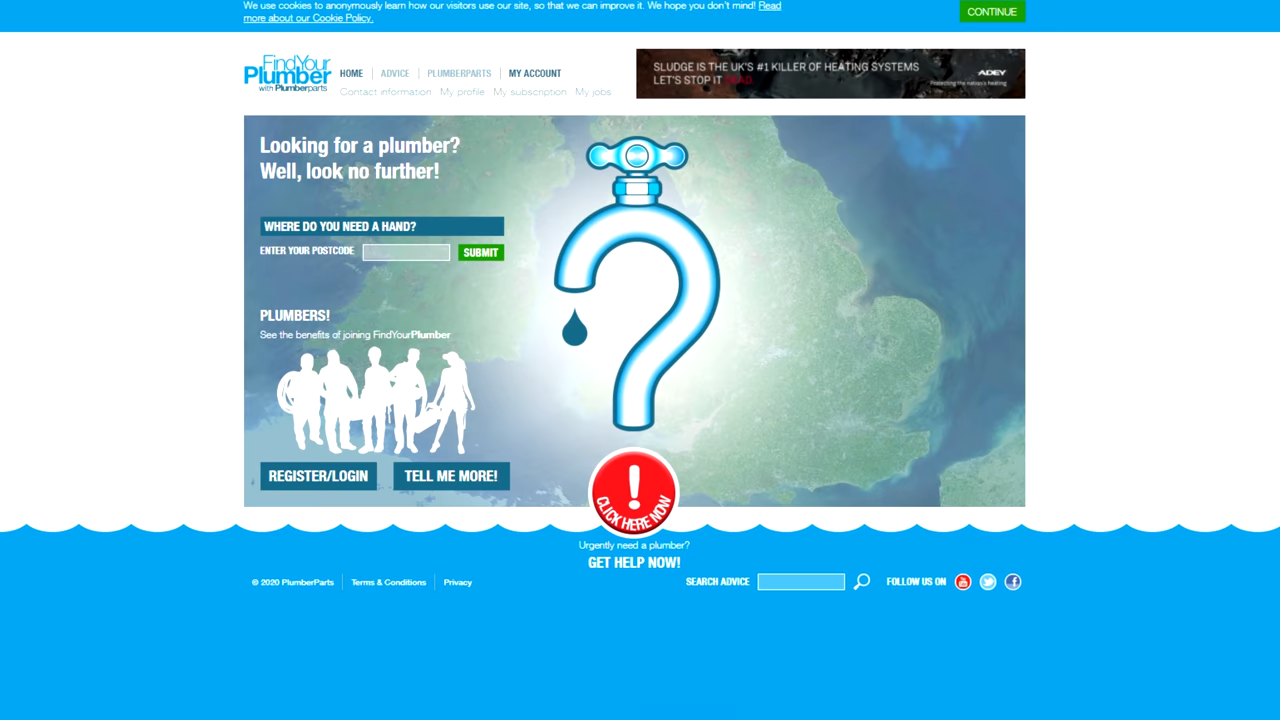 We use cookies to anonymously learn how our visitors use our site, so that we can improve it. We hope you don't mind! Read
more about our Cookie Policy.
CONTINUE
FindYour
Plumber
with Plumberparts
HOME
ADVICE
PLUMBERPARTS
MY ACCOUNT
Contact information
My profile
My subscription
My jobs
SLUDGE IS THE UK'S #1 KILLER OF HEATING SYSTEMS
LET'S STOP IT DEAD.
ADEY
Protecting the nation's heating
Looking for a plumber?
Well, look no further!
WHERE DO YOU NEED A HAND?
ENTER YOUR POSTCODE
SUBMIT
PLUMBERS!
See the benefits of joining FindYourPlumber
REGISTER/LOGIN
TELL ME MORE!
!
CLICK HERE NOW
Urgently need a plumber?
GET HELP NOW!
© 2020 PlumberParts
Terms & Conditions
Privacy
SEARCH ADVICE
FOLLOW US ON